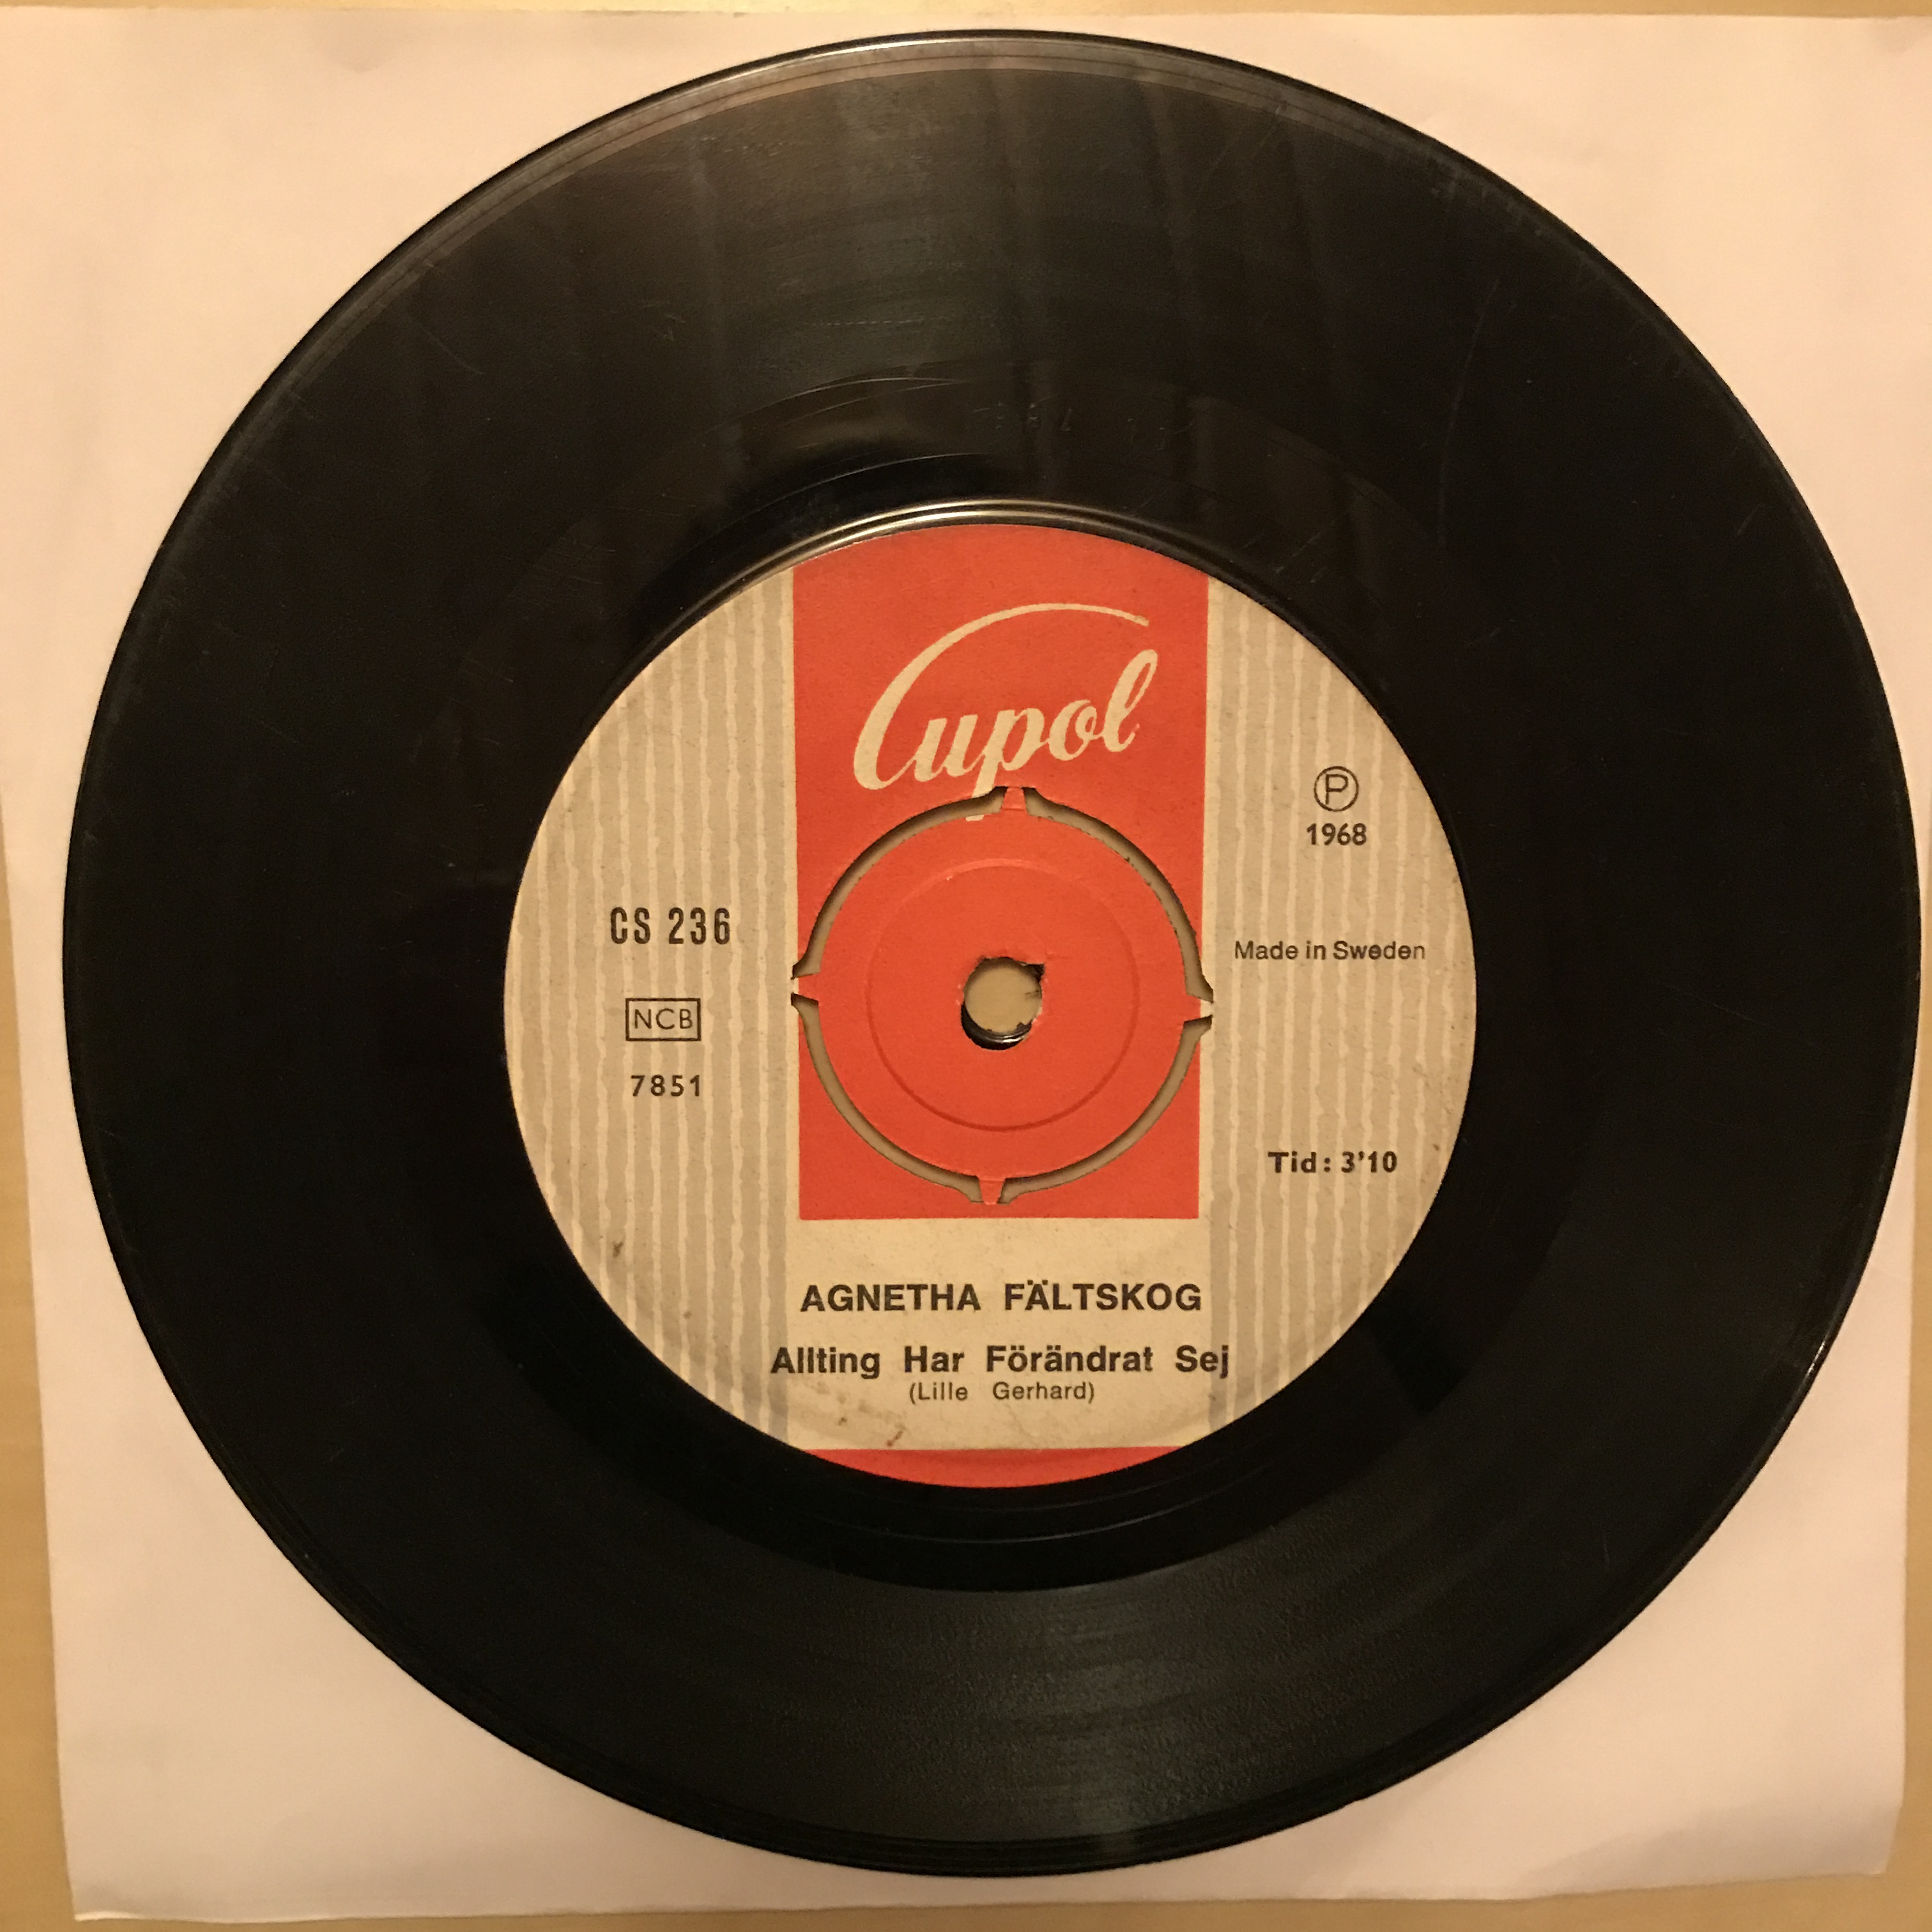 Cupol
Ⓟ
1968
CS 236
Made in Sweden
NCB
7851
Tid: 3'10
AGNETHA FÄLTSKOG
Allting Har Förändrat Sej
(Lille Gerhard)